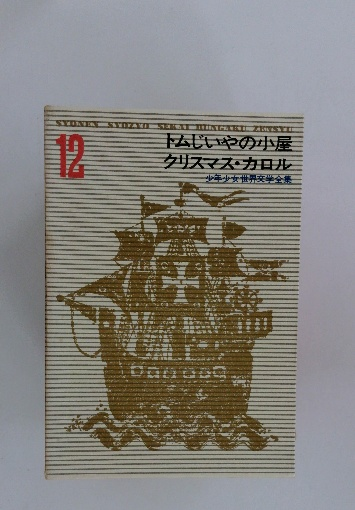 SYONEN SYOZYO SEKAI BUNGAKU ZENSYU
12
トムじいやの小屋
クリスマス・カロル
少年少女世界文学全集